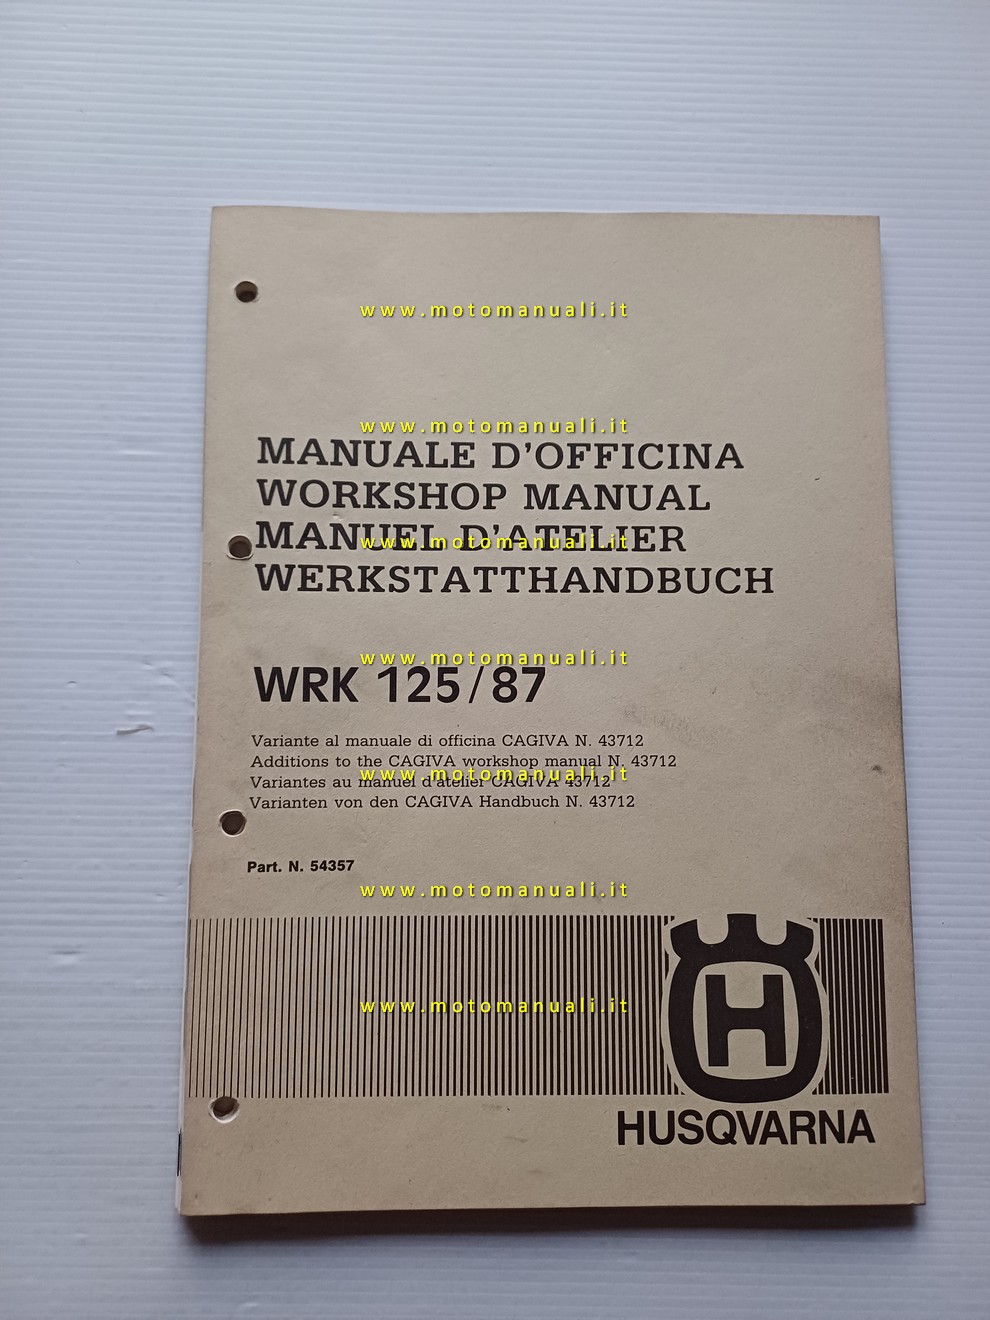 www.motomanuali.it
www.motomanuali.it
MANUALE D'OFFICINA
WORKSHOP MANUAL
MANUEL D'ATELIER
www.motomanuali.it
WERKSTATTHANDBUCH
www.motomanuali.it
WRK 125/87
Variante al manuale di officina CAGIVA N. 43712
Additions to the CAGIVA workshop manual N. 43712
www.motomanuali.it
Variantes au manuel d'atelier CAGIVA 43712
Varianten von den CAGIVA Handbuch N. 43712
Part. N. 54357
www.motomanuali.it
www.motomanuali.it
H
HUSQVARNA